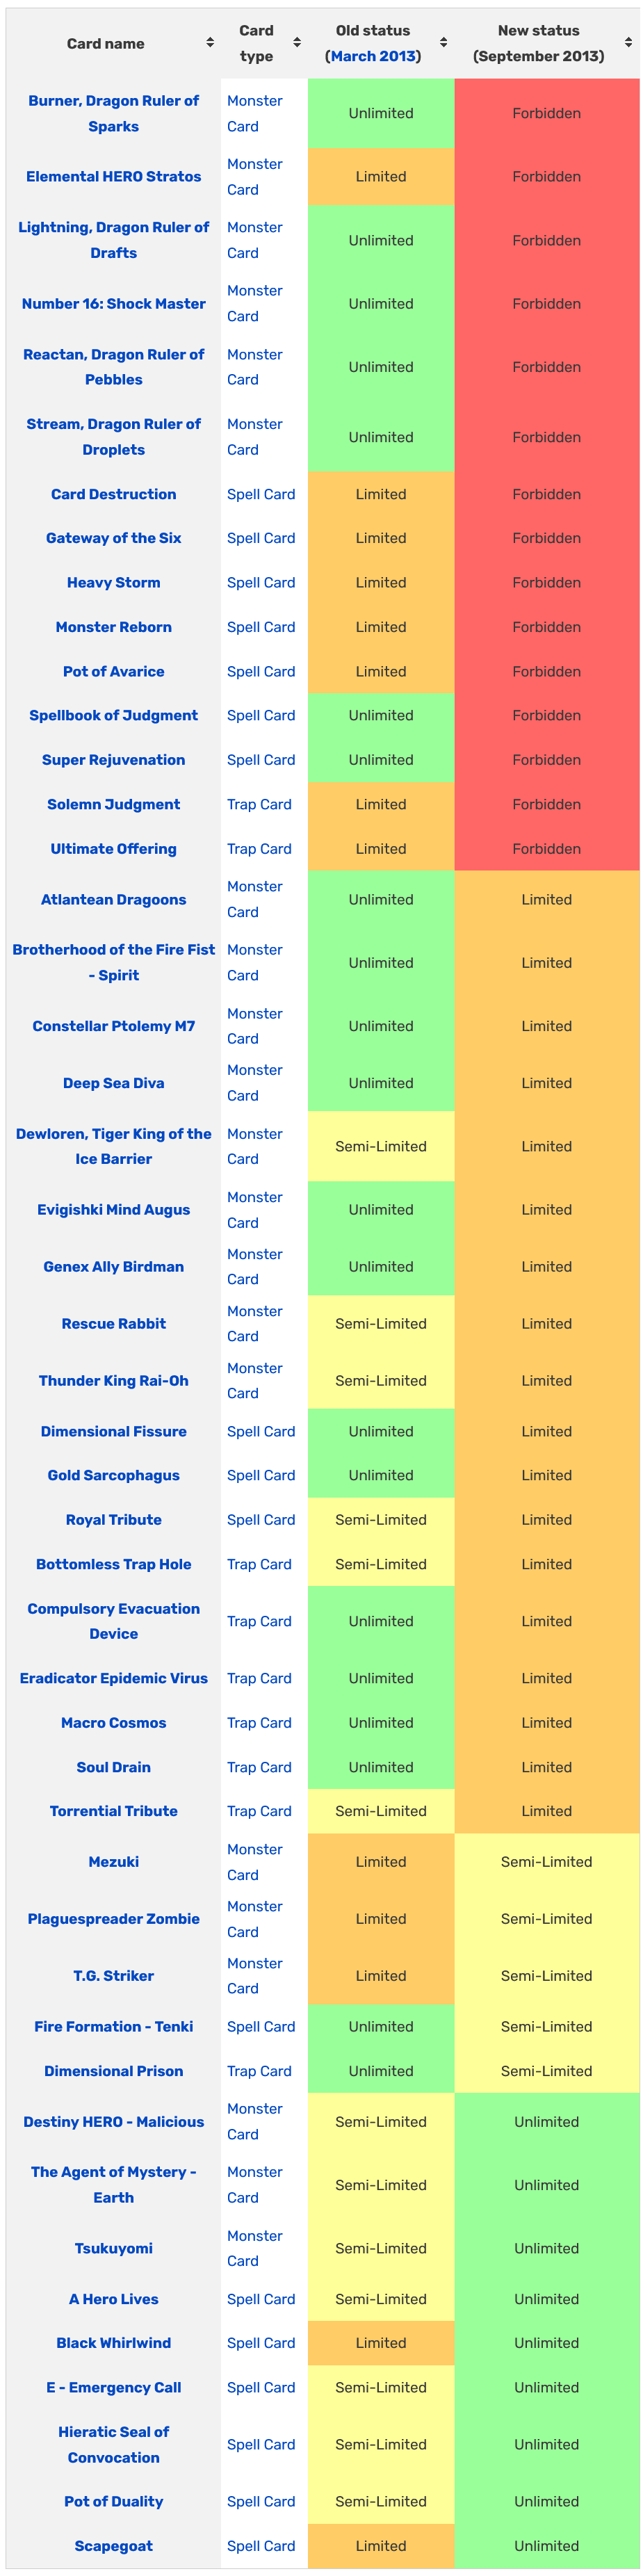 Card name
Card type
Old status (March 2013)
New status (September 2013)
Burner, Dragon Ruler of Sparks
Monster Card
Unlimited
Forbidden
Elemental HERO Stratos
Monster Card
Limited
Forbidden
Lightning, Dragon Ruler of Drafts
Monster Card
Unlimited
Forbidden
Number 16: Shock Master
Monster Card
Unlimited
Forbidden
Reactan, Dragon Ruler of Pebbles
Monster Card
Unlimited
Forbidden
Stream, Dragon Ruler of Droplets
Monster Card
Unlimited
Forbidden
Card Destruction
Spell Card
Limited
Forbidden
Gateway of the Six
Spell Card
Limited
Forbidden
Heavy Storm
Spell Card
Limited
Forbidden
Monster Reborn
Spell Card
Limited
Forbidden
Pot of Avarice
Spell Card
Limited
Forbidden
Spellbook of Judgment
Spell Card
Unlimited
Forbidden
Super Rejuvenation
Spell Card
Unlimited
Forbidden
Solemn Judgment
Trap Card
Limited
Forbidden
Ultimate Offering
Trap Card
Limited
Forbidden
Atlantean Dragoons
Monster Card
Unlimited
Limited
Brotherhood of the Fire Fist - Spirit
Monster Card
Unlimited
Limited
Constellar Ptolemy M7
Monster Card
Unlimited
Limited
Deep Sea Diva
Monster Card
Unlimited
Limited
Dewloren, Tiger King of the Ice Barrier
Monster Card
Semi-Limited
Limited
Evigishki Mind Augus
Monster Card
Unlimited
Limited
Genex Ally Birdman
Monster Card
Unlimited
Limited
Rescue Rabbit
Monster Card
Semi-Limited
Limited
Thunder King Rai-Oh
Monster Card
Semi-Limited
Limited
Dimensional Fissure
Spell Card
Unlimited
Limited
Gold Sarcophagus
Spell Card
Unlimited
Limited
Royal Tribute
Spell Card
Semi-Limited
Limited
Bottomless Trap Hole
Trap Card
Semi-Limited
Limited
Compulsory Evacuation Device
Trap Card
Unlimited
Limited
Eradicator Epidemic Virus
Trap Card
Unlimited
Limited
Macro Cosmos
Trap Card
Unlimited
Limited
Soul Drain
Trap Card
Unlimited
Limited
Torrential Tribute
Trap Card
Semi-Limited
Limited
Mezuki
Monster Card
Limited
Semi-Limited
Plaguespreader Zombie
Monster Card
Limited
Semi-Limited
T.G. Striker
Monster Card
Limited
Semi-Limited
Fire Formation - Tenki
Spell Card
Unlimited
Semi-Limited
Dimensional Prison
Trap Card
Unlimited
Semi-Limited
Destiny HERO - Malicious
Monster Card
Semi-Limited
Unlimited
The Agent of Mystery - Earth
Monster Card
Semi-Limited
Unlimited
Tsukuyomi
Monster Card
Semi-Limited
Unlimited
A Hero Lives
Spell Card
Semi-Limited
Unlimited
Black Whirlwind
Spell Card
Limited
Unlimited
E - Emergency Call
Spell Card
Semi-Limited
Unlimited
Hieratic Seal of Convocation
Spell Card
Semi-Limited
Unlimited
Pot of Duality
Spell Card
Semi-Limited
Unlimited
Scapegoat
Spell Card
Limited
Unlimited